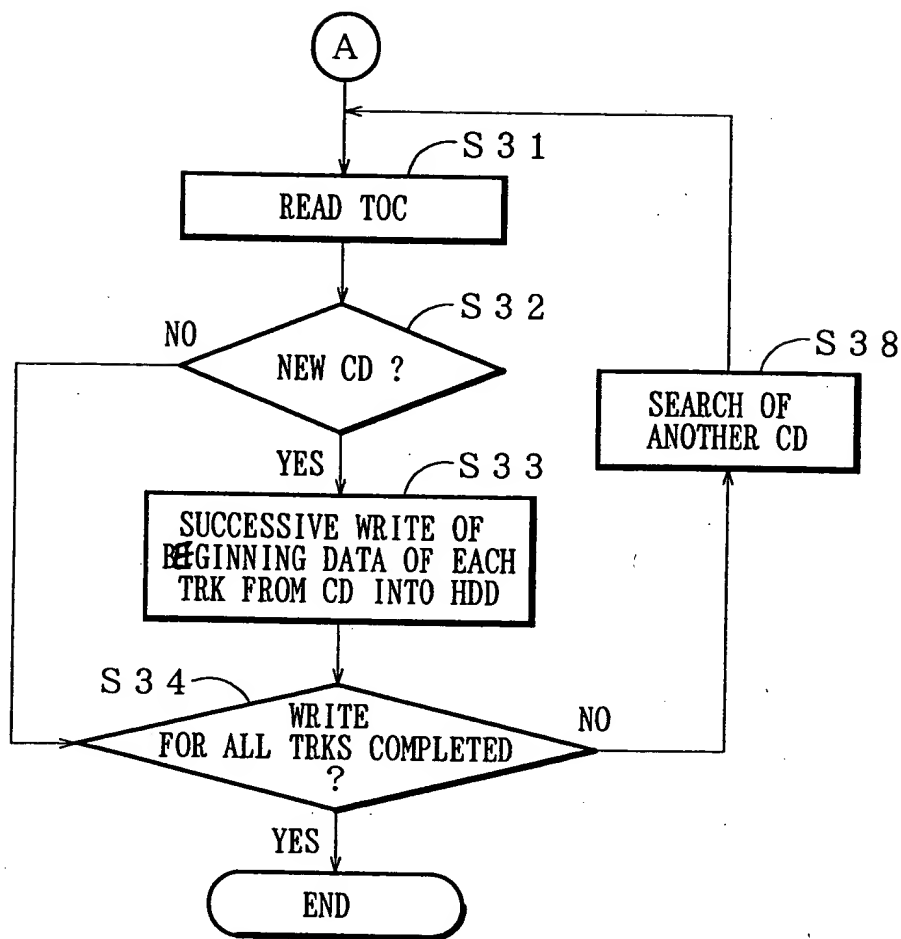 A
S31
READ TOC
S32
NO
NEW CD ?
S38
SEARCH OF
ANOTHER CD
YES
S33
SUCCESSIVE WRITE OF
BEGINNING DATA OF EACH
TRK FROM CD INTO HDD
S34
WRITE
FOR ALL TRKS COMPLETED
?
NO
YES
END